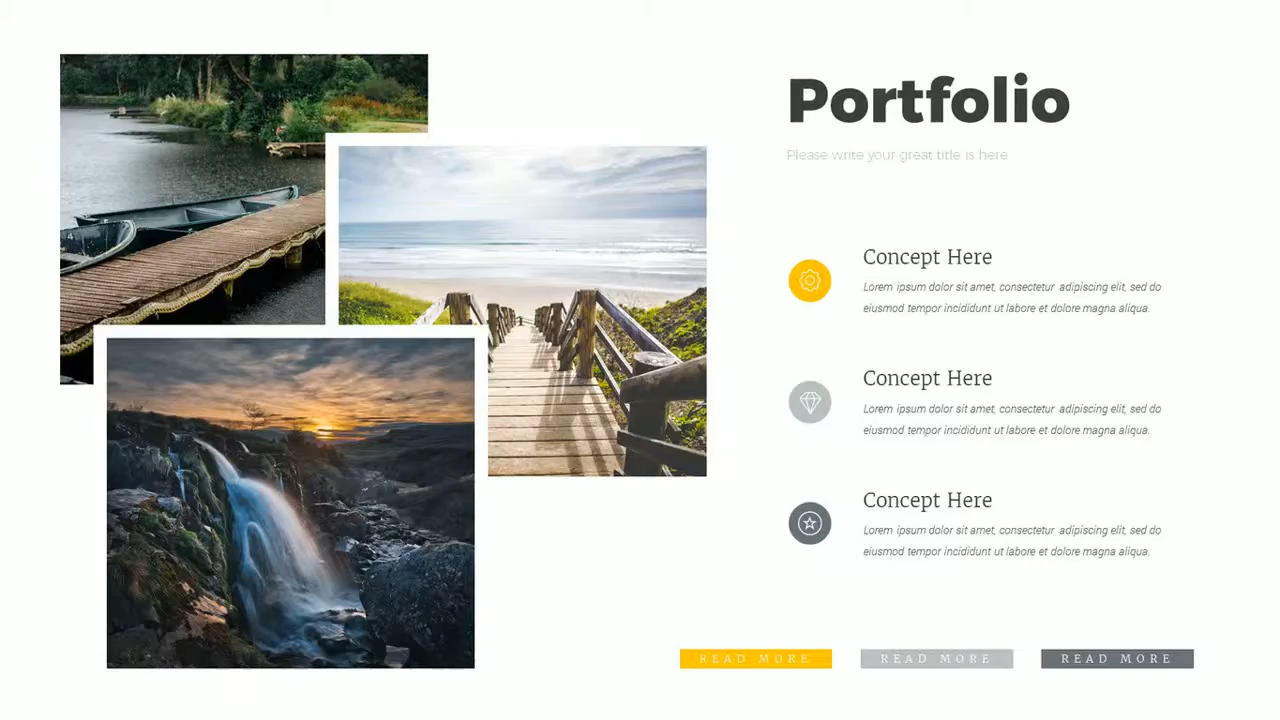 Portfolio
Please write your great title is here
Concept Here
Lorem ipsum dolor sit amet, consectetur adipiscing elit, sed do
eiusmod tempor incididunt ut labore et dolore magna aliqua.
Concept Here
Lorem ipsum dolor sit amet, consectetur adipiscing elit, sed do
eiusmod tempor incididunt ut labore et dolore magna aliqua.
Concept Here
Lorem ipsum dolor sit amet, consectetur adipiscing elit, sed do
eiusmod tempor incididunt ut labore et dolore magna aliqua.
READ MORE
READ MORE
READ MORE
4